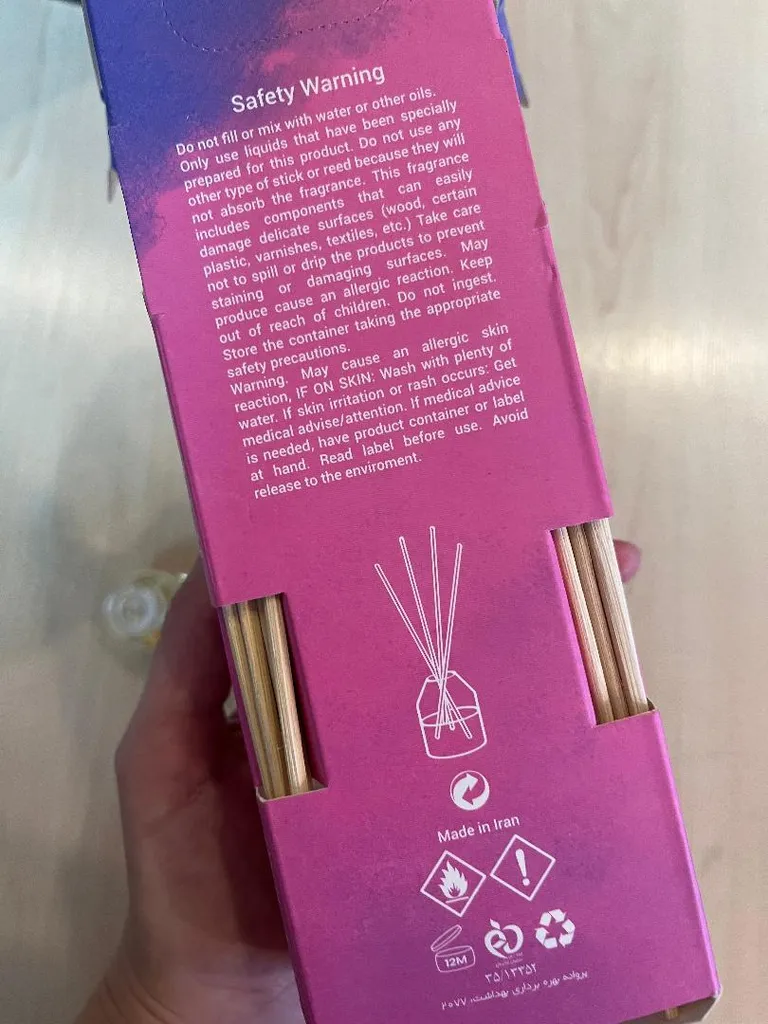 Safety Warning
Do not fill or mix with water or other oils.
Only use liquids that have been specially
prepared for this product. Do not use any
other type of stick or reed because they will
not absorb the fragrance. This fragrance
includes components that can easily
damage delicate surfaces (wood, certain
plastic, varnishes, textiles, etc.) Take care
not to spill or drip the products to prevent
staining or damaging surfaces. May
produce cause an allergic reaction. Keep
out of reach of children. Do not ingest.
Store the container taking the appropriate
safety precautions.
Warning. May cause an allergic skin
reaction, IF ON SKIN: Wash with plenty of
water. If skin irritation or rash occurs: Get
medical advise/attention. If medical advice
is needed, have product container or label
at hand. Read label before use. Avoid
release to the enviroment.
Made in Iran
12M
۳۵/۱۳۳۵۲
پروانه بهره برداری بهداشت: ۲۰۷۷